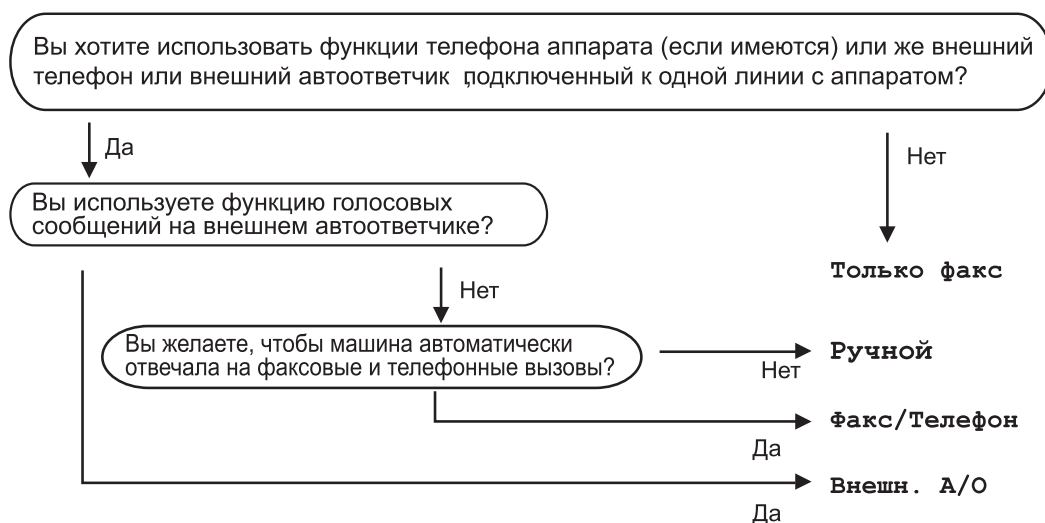 Вы хотите использовать функции телефона аппарата (если имеются) или же внешний
телефон или внешний автоответчик ,подключенный к одной линии с аппаратом?
Да
Нет
Вы используете функцию голосовых
сообщений на внешнем автоответчике?
Только факс
Нет
Вы желаете, чтобы машина автоматически
отвечала на факсовые и телефонные вызовы?
Ручной
Нет
Факс/Телефон
Да
Внешн. А/О
Да